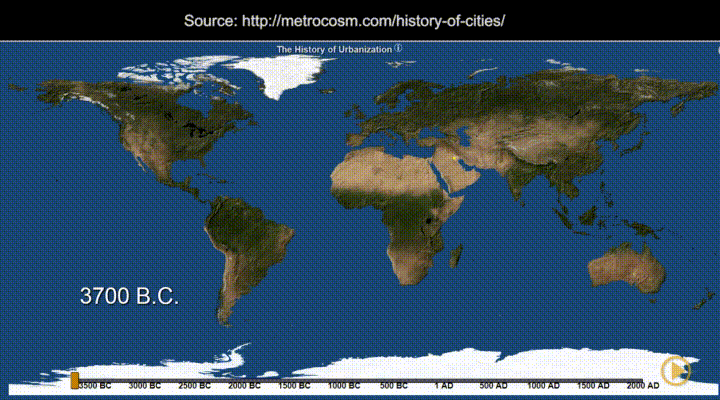 Source: http://metrocosm.com/history-of-cities/
The History of Urbanization ⓘ
3700 B.C.
3500 BC 3000 BC 2500 BC 2000 BC 1500 BC 1000 BC 500 BC 1 AD 500 AD 1000 AD 1500 AD 2000 AD